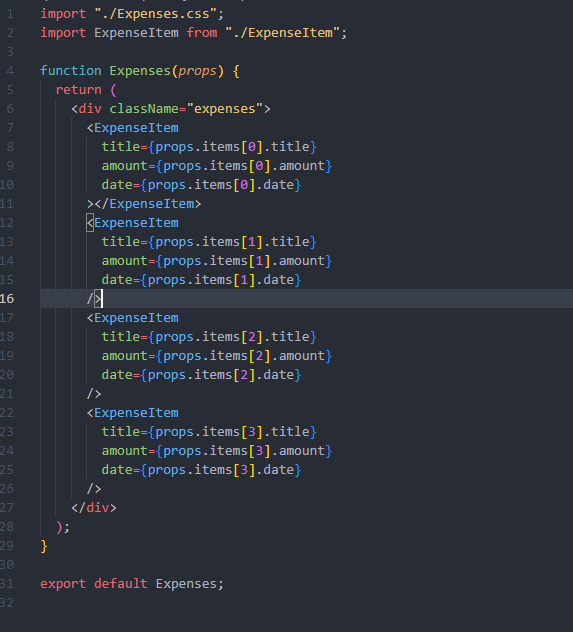 1 import "./Expenses.css";
2 import ExpenseItem from "./ExpenseItem";
3
4 function Expenses(props) {
5   return (
6     <div className="expenses">
7       <ExpenseItem
8         title={props.items[0].title}
9         amount={props.items[0].amount}
10         date={props.items[0].date}
11       ></ExpenseItem>
12       <ExpenseItem
13         title={props.items[1].title}
14         amount={props.items[1].amount}
15         date={props.items[1].date}
16       />
17       <ExpenseItem
18         title={props.items[2].title}
19         amount={props.items[2].amount}
20         date={props.items[2].date}
21       />
22       <ExpenseItem
23         title={props.items[3].title}
24         amount={props.items[3].amount}
25         date={props.items[3].date}
26       />
27     </div>
28   );
29 }
30
31 export default Expenses;
32